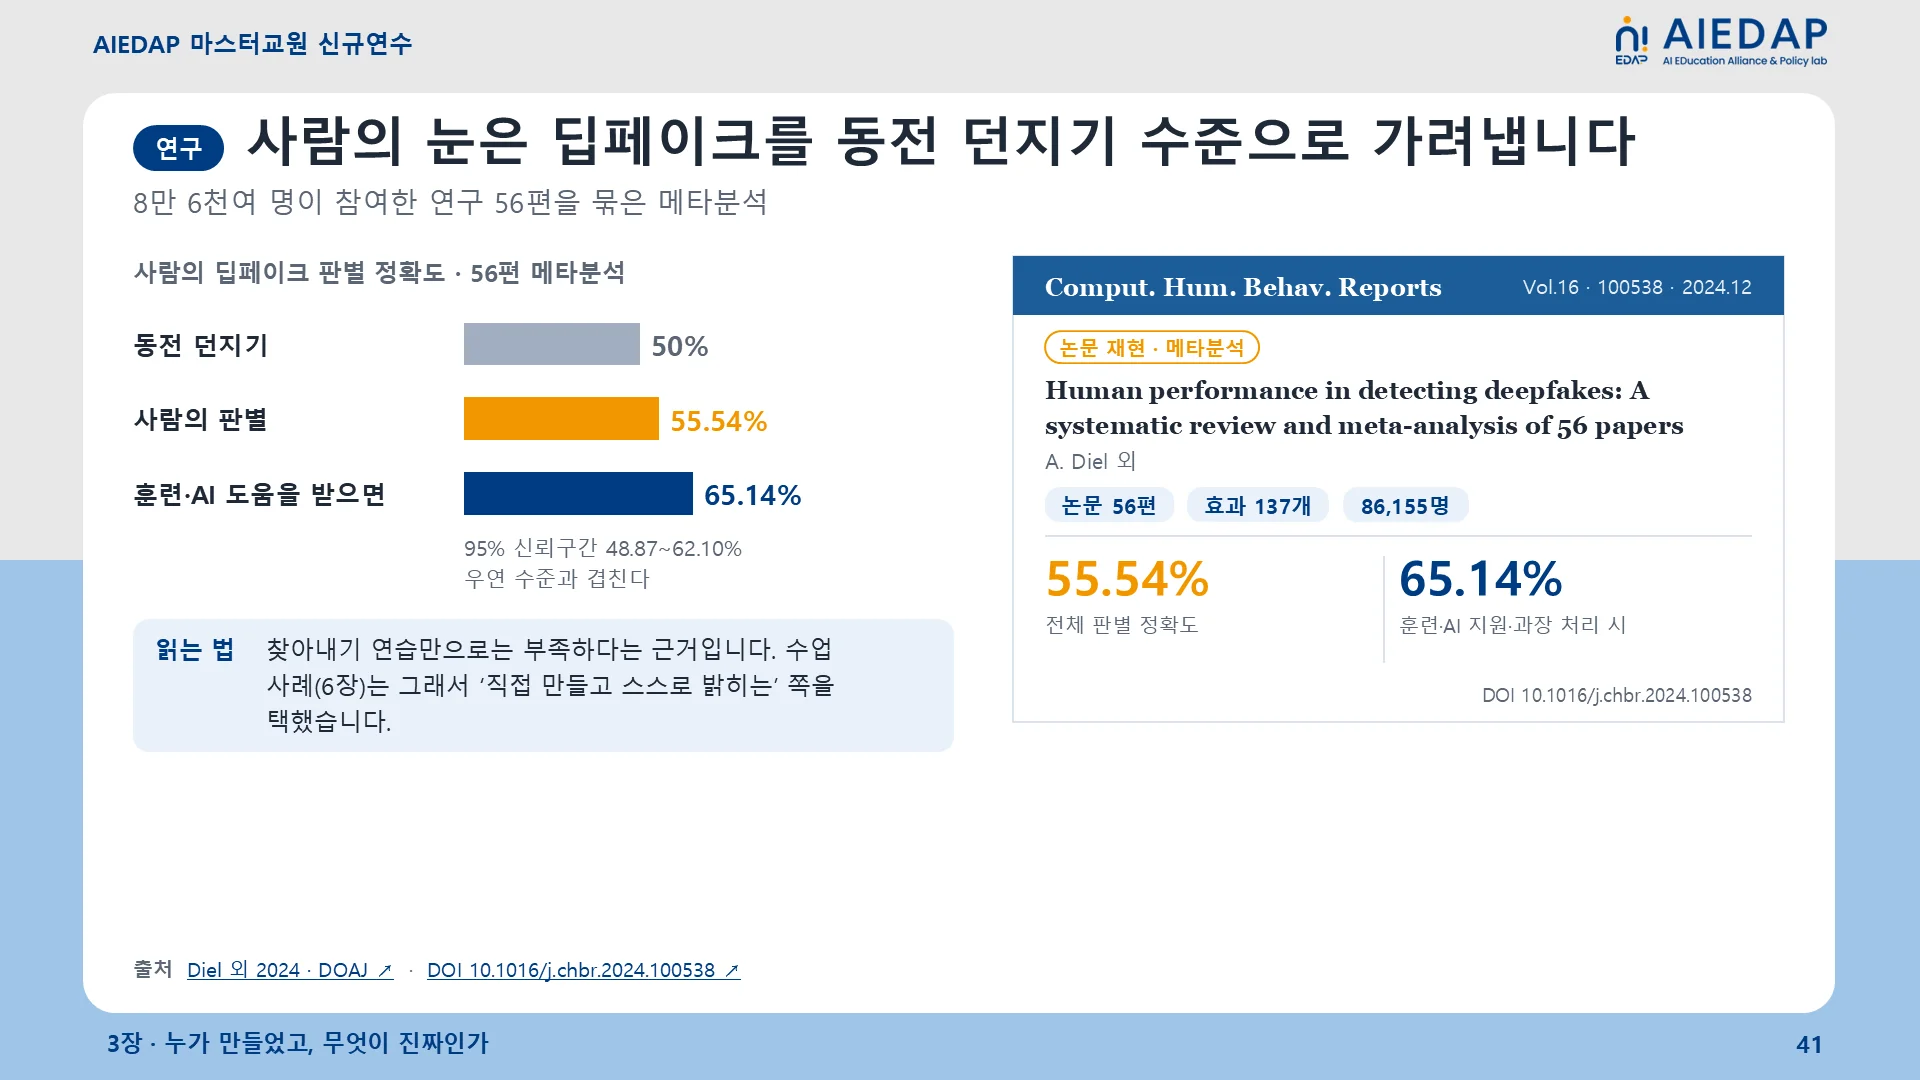 AIEDAP 마스터교원 신규연수
EDAP
AIEDAP
AI EDucation Alliance & Policy lab
연구
사람의 눈은 딥페이크를 동전 던지기 수준으로 가려냅니다
8만 6천여 명이 참여한 연구 56편을 묶은 메타분석
사람의 딥페이크 판별 정확도 · 56편 메타분석
동전 던지기
50%
사람의 판별
55.54%
훈련·AI 도움을 받으면
65.14%
95% 신뢰구간 48.87~62.10%
우연 수준과 겹친다
읽는 법
찾아내기 연습만으로는 부족하다는 근거입니다. 수업
사례(6장)는 그래서 ‘직접 만들고 스스로 밝히는’ 쪽을
택했습니다.
Comput. Hum. Behav. Reports
Vol.16 · 100538 · 2024.12
논문 재현 · 메타분석
Human performance in detecting deepfakes: A
systematic review and meta-analysis of 56 papers
A. Diel 외
논문 56편
효과 137개
86,155명
55.54%
전체 판별 정확도
65.14%
훈련·AI 지원·과장 처리 시
DOI 10.1016/j.chbr.2024.100538
출처 Diel 외 2024 · DOAJ ↗ · DOI 10.1016/j.chbr.2024.100538 ↗
3장 · 누가 만들었고, 무엇이 진짜인가
41